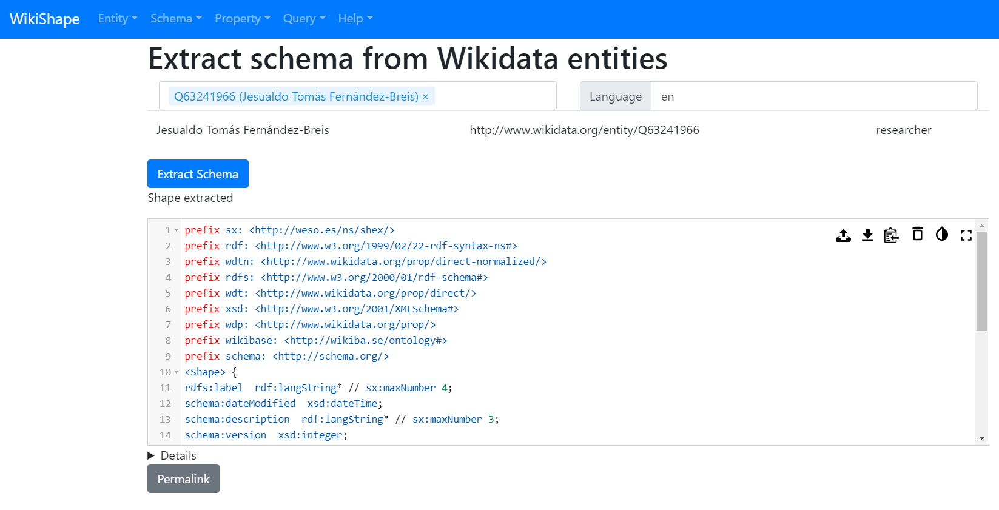 WikiShape Entity Schema Property Query Help
Extract schema from Wikidata entities
Q63241966 (Jesualdo Tomás Fernández-Breis) × Language en
Jesualdo Tomás Fernández-Breis http://www.wikidata.org/entity/Q63241966 researcher
Extract Schema
Shape extracted
1 prefix sx: <http://weso.es/ns/shex/>
2 prefix rdf: <http://www.w3.org/1999/02/22-rdf-syntax-ns#>
3 prefix wdtn: <http://www.wikidata.org/prop/direct-normalized/>
4 prefix rdfs: <http://www.w3.org/2000/01/rdf-schema#>
5 prefix wdt: <http://www.wikidata.org/prop/direct/>
6 prefix xsd: <http://www.w3.org/2001/XMLSchema#>
7 prefix wdp: <http://www.wikidata.org/prop/>
8 prefix wikibase: <http://wikiba.se/ontology#>
9 prefix schema: <http://schema.org/>
10 <Shape> {
11 rdfs:label  rdf:langString* // sx:maxNumber 4;
12 schema:dateModified  xsd:dateTime;
13 schema:description  rdf:langString* // sx:maxNumber 3;
14 schema:version  xsd:integer;
Details
Permalink